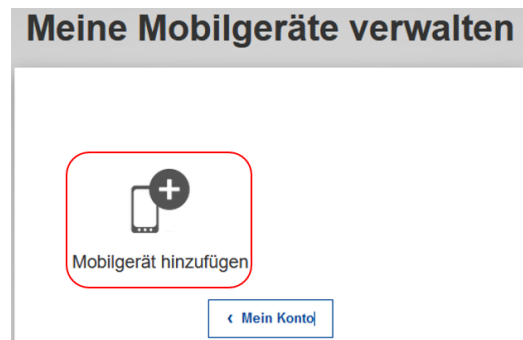 Meine Mobilgeräte verwalten
Mobilgerät hinzufügen
‹ Mein Konto